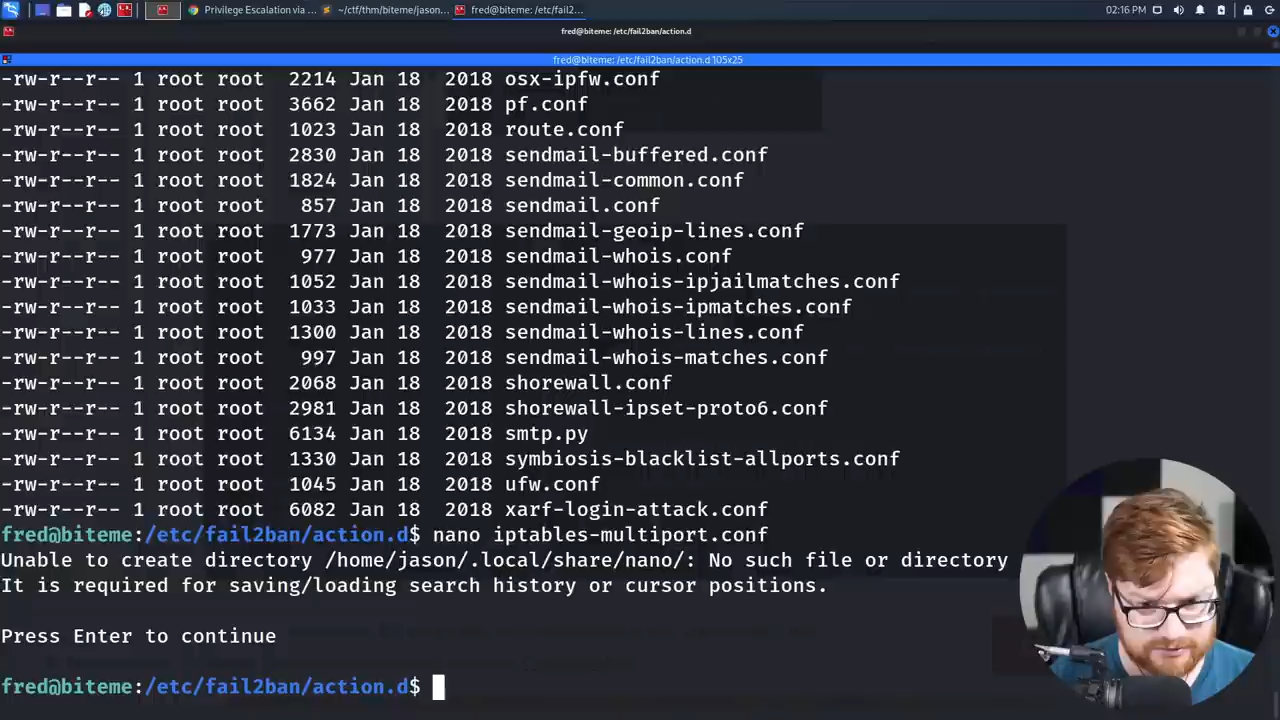 Privilege Escalation via ...
~/ctf/thm/biteme/jason...
fred@biteme: /etc/fail2...
02:16 PM
fred@biteme: /etc/fail2ban/action.d
fred@biteme: /etc/fail2ban/action.d 105x25
-rw-r--r-- 1 root root 2214 Jan 18 2018 osx-ipfw.conf
-rw-r--r-- 1 root root 3662 Jan 18 2018 pf.conf
-rw-r--r-- 1 root root 1023 Jan 18 2018 route.conf
-rw-r--r-- 1 root root 2830 Jan 18 2018 sendmail-buffered.conf
-rw-r--r-- 1 root root 1824 Jan 18 2018 sendmail-common.conf
-rw-r--r-- 1 root root 857 Jan 18 2018 sendmail.conf
-rw-r--r-- 1 root root 1773 Jan 18 2018 sendmail-geoip-lines.conf
-rw-r--r-- 1 root root 977 Jan 18 2018 sendmail-whois.conf
-rw-r--r-- 1 root root 1052 Jan 18 2018 sendmail-whois-ipjailmatches.conf
-rw-r--r-- 1 root root 1033 Jan 18 2018 sendmail-whois-ipmatches.conf
-rw-r--r-- 1 root root 1300 Jan 18 2018 sendmail-whois-lines.conf
-rw-r--r-- 1 root root 997 Jan 18 2018 sendmail-whois-matches.conf
-rw-r--r-- 1 root root 2068 Jan 18 2018 shorewall.conf
-rw-r--r-- 1 root root 2981 Jan 18 2018 shorewall-ipset-proto6.conf
-rw-r--r-- 1 root root 6134 Jan 18 2018 smtp.py
-rw-r--r-- 1 root root 1330 Jan 18 2018 symbiosis-blacklist-allports.conf
-rw-r--r-- 1 root root 1045 Jan 18 2018 ufw.conf
-rw-r--r-- 1 root root 6082 Jan 18 2018 xarf-login-attack.conf
fred@biteme:/etc/fail2ban/action.d$ nano iptables-multiport.conf
Unable to create directory /home/jason/.local/share/nano/: No such file or directory
It is required for saving/loading search history or cursor positions.
Press Enter to continue
fred@biteme:/etc/fail2ban/action.d$